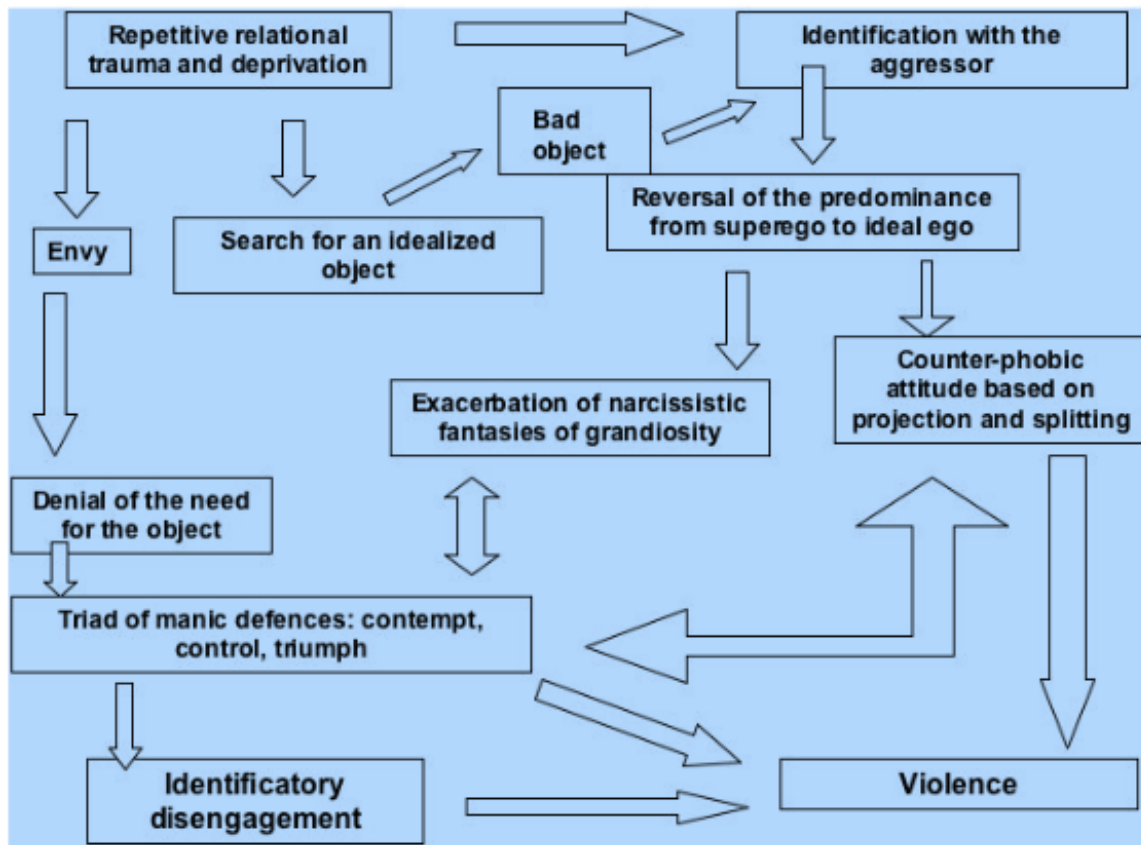 Repetitive relational
trauma and deprivation
Identification with the
aggressor
Bad
object
Reversal of the predominance
from superego to ideal ego
Envy
Search for an idealized
object
Counter-phobic
attitude based on
projection and splitting
Exacerbation of narcissistic
fantasies of grandiosity
Denial of the need
for the object
Triad of manic defences: contempt,
control, triumph
Identificatory
disengagement
Violence